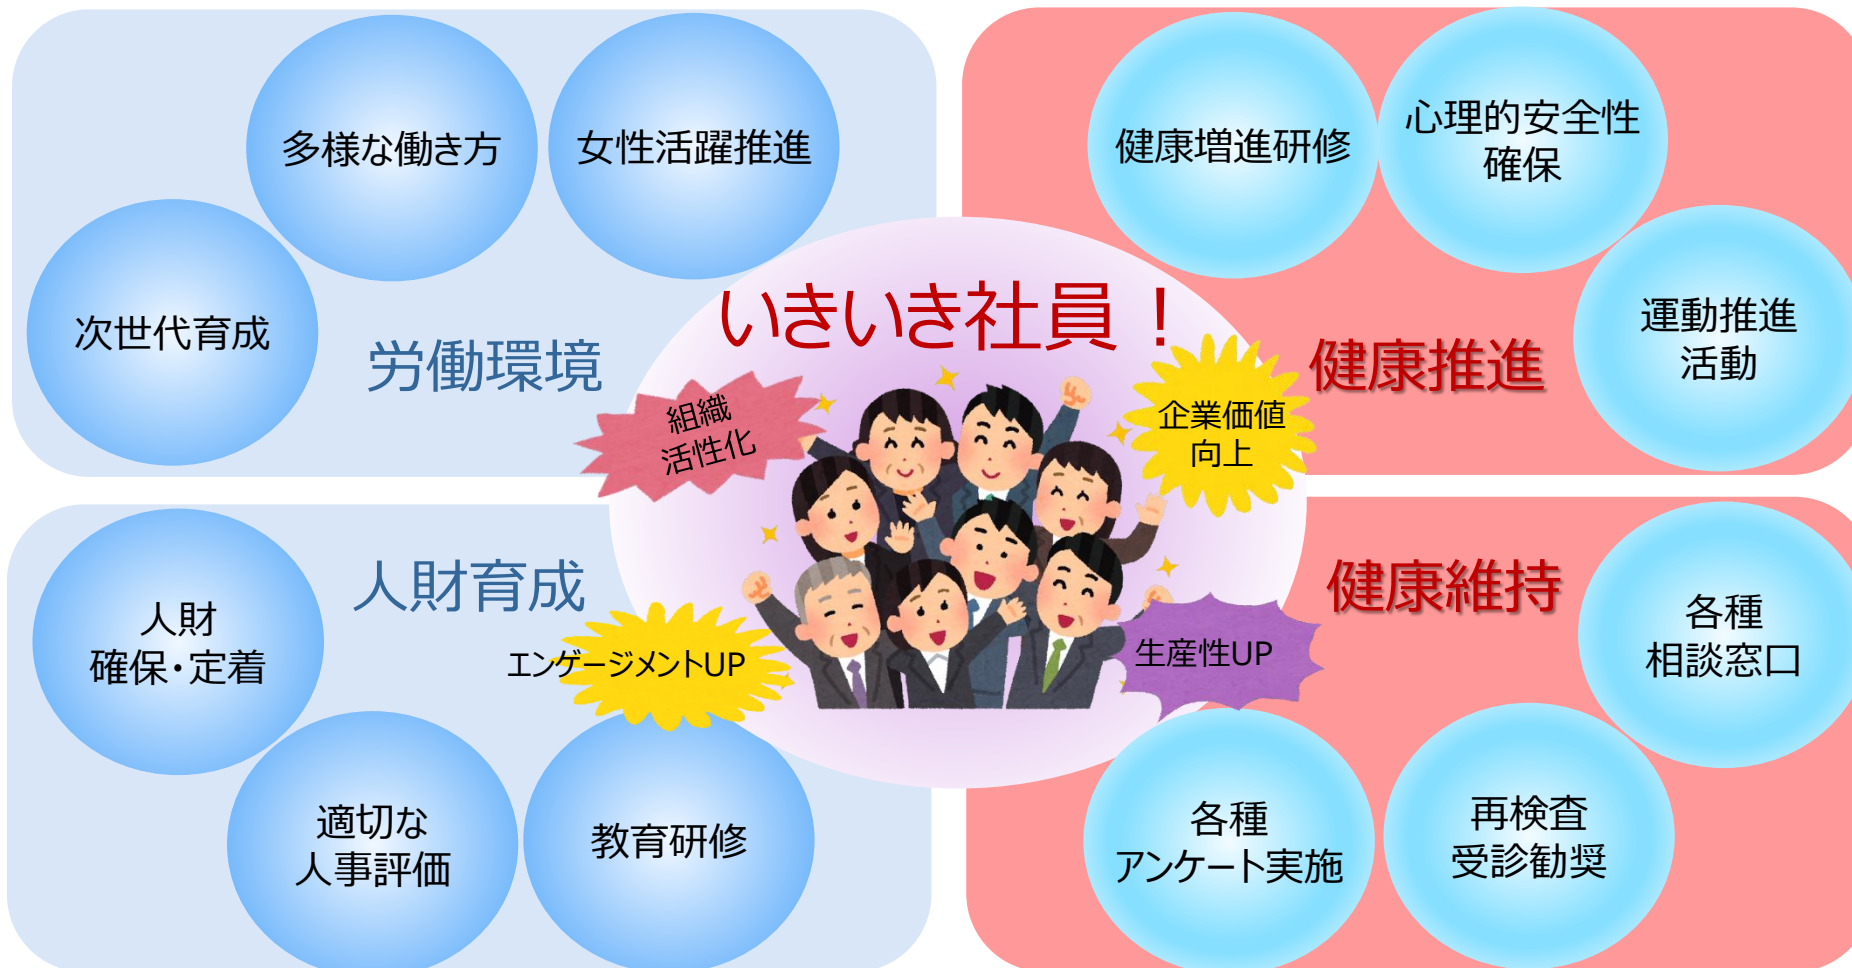 多様な働き方
女性活躍推進
次世代育成
労働環境
健康増進研修
心理的安全性
確保
運動推進
活動
健康推進
いきいき社員！
組織
活性化
企業価値
向上
エンゲージメントUP
生産性UP
人財育成
人財
確保・定着
適切な
人事評価
教育研修
健康維持
各種
相談窓口
各種
アンケート実施
再検査
受診勧奨